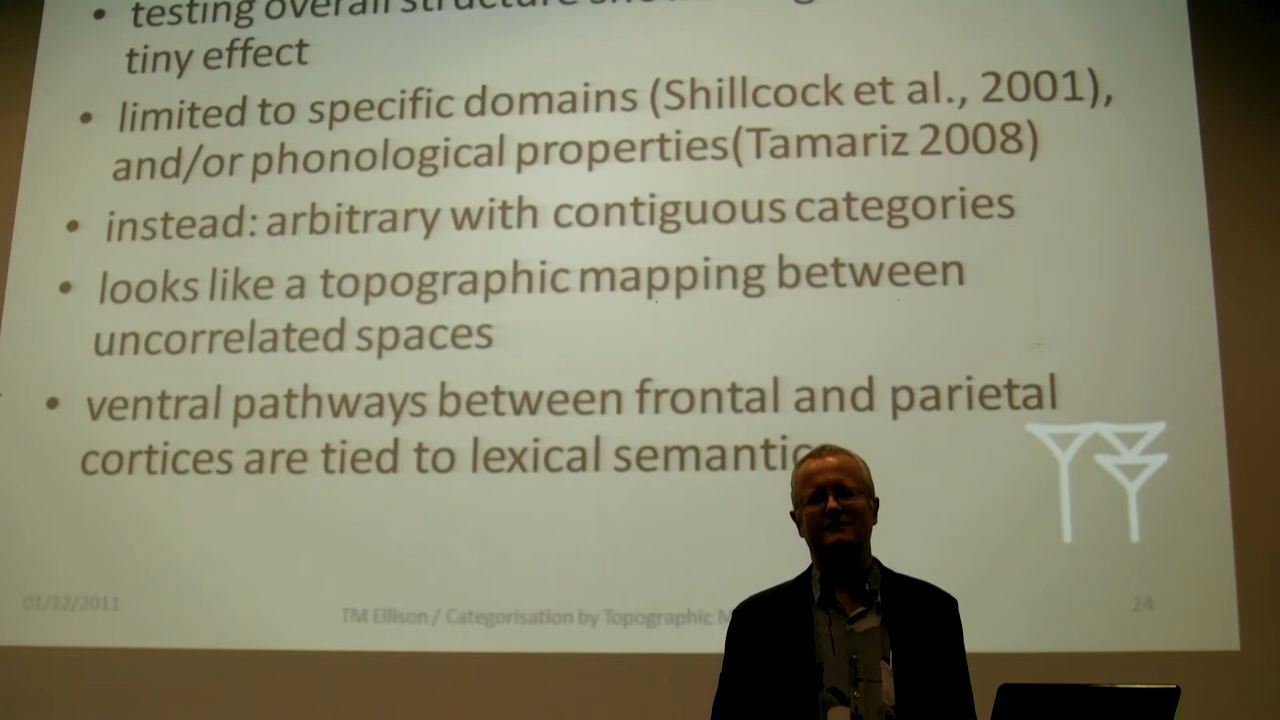 • testing overall structure
tiny effect
• limited to specific domains (Shillcock et al., 2001),
and/or phonological properties(Tamariz 2008)
• instead: arbitrary with contiguous categories
• looks like a topographic mapping between
uncorrelated spaces
• ventral pathways between frontal and parietal
cortices are tied to lexical semantic
01/12/2011 TM Ellison / Categorisation by Topographic M 24